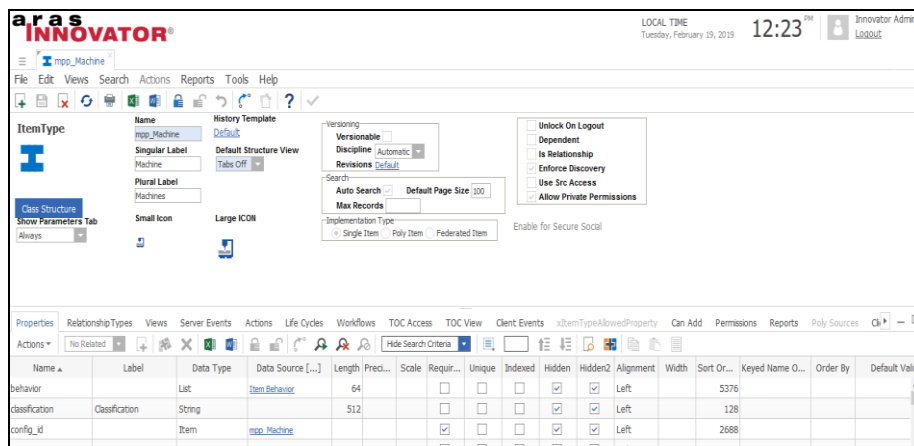 aras
INNOVATOR®
LOCAL TIME
Tuesday, February 19, 2019
12:23 PM
Innovator Admin
Logout
mpp_Machine
File Edit Views Search Actions Reports Tools Help
ItemType
Name
mpp_Machine
Singular Label
Machine
Plural Label
Machines
Small Icon
History Template
Default
Default Structure View
Tabs Off
Large ICON
Class Structure
Show Parameters Tab
Always
Versioning
Versionable
Discipline Automatic
Revisions Default
Search
Auto Search Default Page Size 100
Max Records
Implementation Type
Single Item Poly Item Federated Item
Unlock On Logout
Dependent
Is Relationship
Enforce Discovery
Use Src Access
Allow Private Permissions
Enable for Secure Social
Properties RelationshipTypes Views Server Events Actions Life Cycles Workflows TOC Access TOC View Client Events xItemTypeAllowedProperty Can Add Permissions Reports Poly Sources Cli
Actions No Related Hide Search Criteria
Name Label Data Type Data Source [...] Length Preci... Scale Requir... Unique Indexed Hidden Hidden2 Alignment Width Sort Or... Keyed Name O... Order By Default Valu
behavior List Item Behavior 64 Left 5376
classification Classification String 512 Left 128
config_id Item mpp_Machine Left 2688